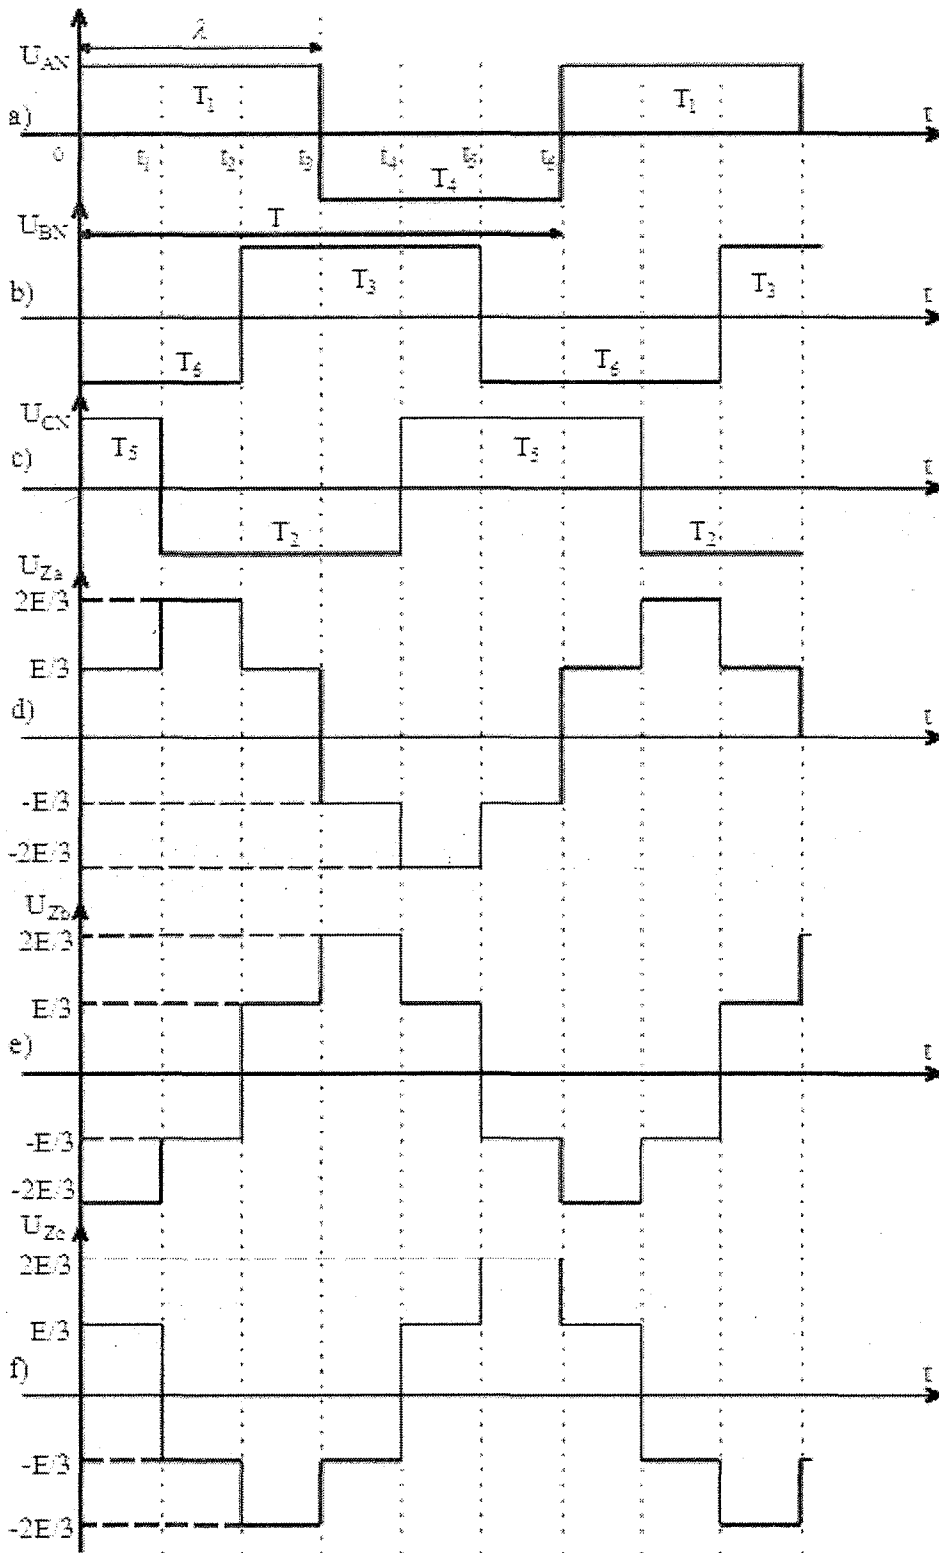 λ
U_AN
T₁ T₁
a) t
0 t₁ t₂ t₃ t₄ t₅ t₆
T₄
U_BN
T
b) T₃ T₃ t
T₆ T₆
U_CN
T₅ T₅
c) t
T₂ T₂
U_Za
2E/3
E/3
d) t
-E/3
-2E/3
U_Zb
2E/3
E/3
e) t
-E/3
-2E/3
U_Zc
2E/3
E/3
f) t
-E/3
-2E/3